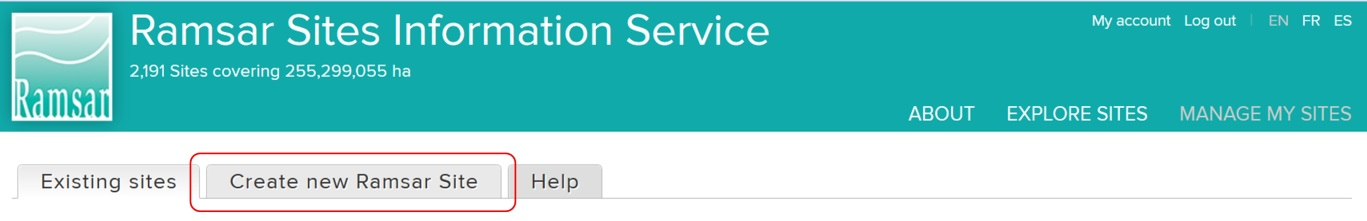 Ramsar Sites Information Service
My account Log out | EN FR ES
2,191 Sites covering 255,299,055 ha
Ramsar
ABOUT EXPLORE SITES MANAGE MY SITES
Existing sites Create new Ramsar Site Help